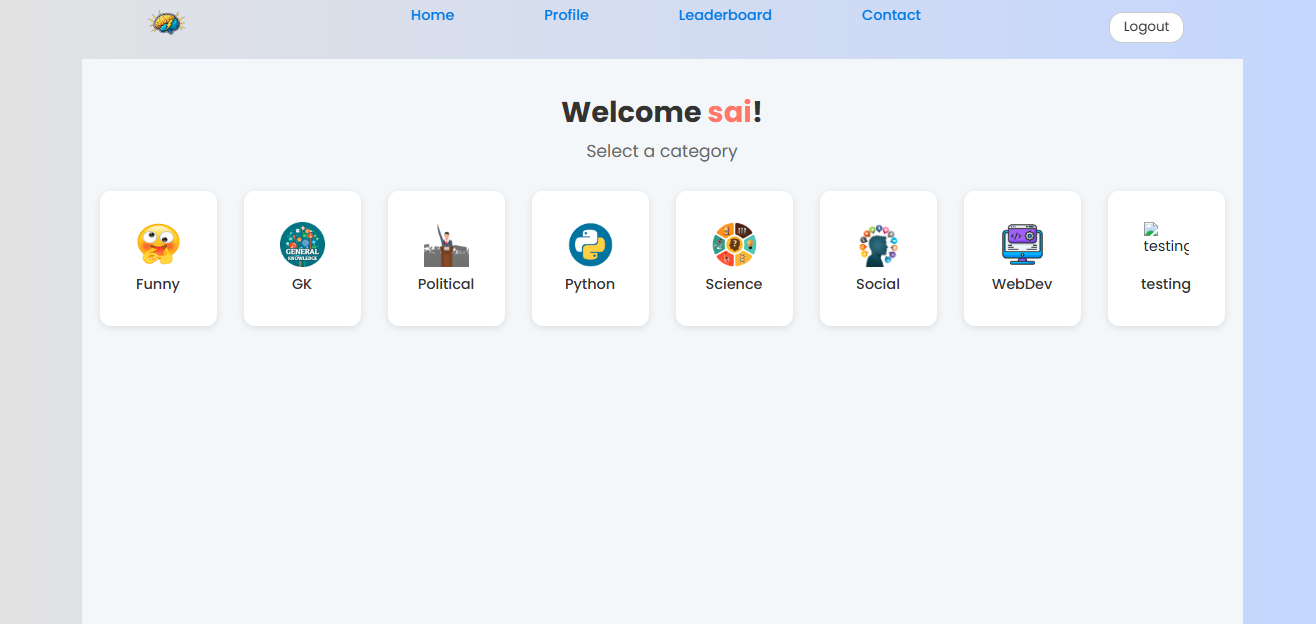 Home Profile Leaderboard Contact Logout
Welcome sai!
Select a category
GENERAL
KNOWLEDGE
testing
Funny GK Political Python Science Social WebDev testing